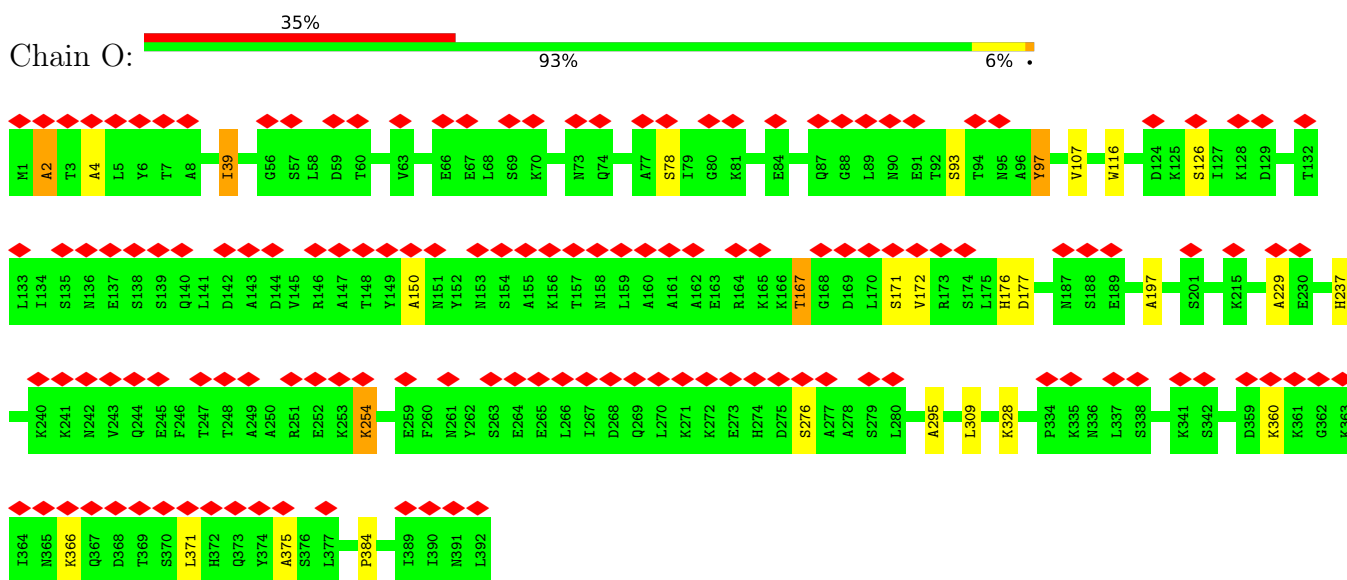 35%
Chain O:
93% 6% •
M1 A2 T3 A4 L5 Y6 T7 A8 I39 G56 S57 L58 D59 T60 V63 E66 E67 L68 S69 K70 N73 Q74 A77 S78 I79 G80 K81 E84 Q87 G88 L89 N90 E91 T92 S93 T94 N95 A96 Y97 V107 W116 D124 K125 S126 I127 K128 D129 T132
L133 I134 S135 N136 E137 S138 S139 Q140 L141 D142 A143 D144 V145 R146 A147 T148 Y149 A150 N151 Y152 N153 S154 A155 K156 T157 N158 L159 A160 A161 A162 E163 R164 K165 K166 T167 G168 D169 L170 S171 V172 R173 S174 L175 H176 D177 N187 S188 E189 A197 S201 K215 A229 E230 H237
K240 K241 N242 V243 Q244 E245 F246 T247 T248 A249 A250 R251 E252 K253 K254 E259 F260 N261 Y262 S263 E264 E265 L266 I267 D268 Q269 L270 K271 K272 E273 H274 D275 S276 A277 A278 S279 L280 A295 L309 K328 P334 K335 N336 L337 S338 K341 S342 D359 K360 K361 G362 K363
I364 N365 K366 Q367 D368 T369 S370 L371 H372 Q373 Y374 A375 S376 L377 P384 I389 I390 N391 L392